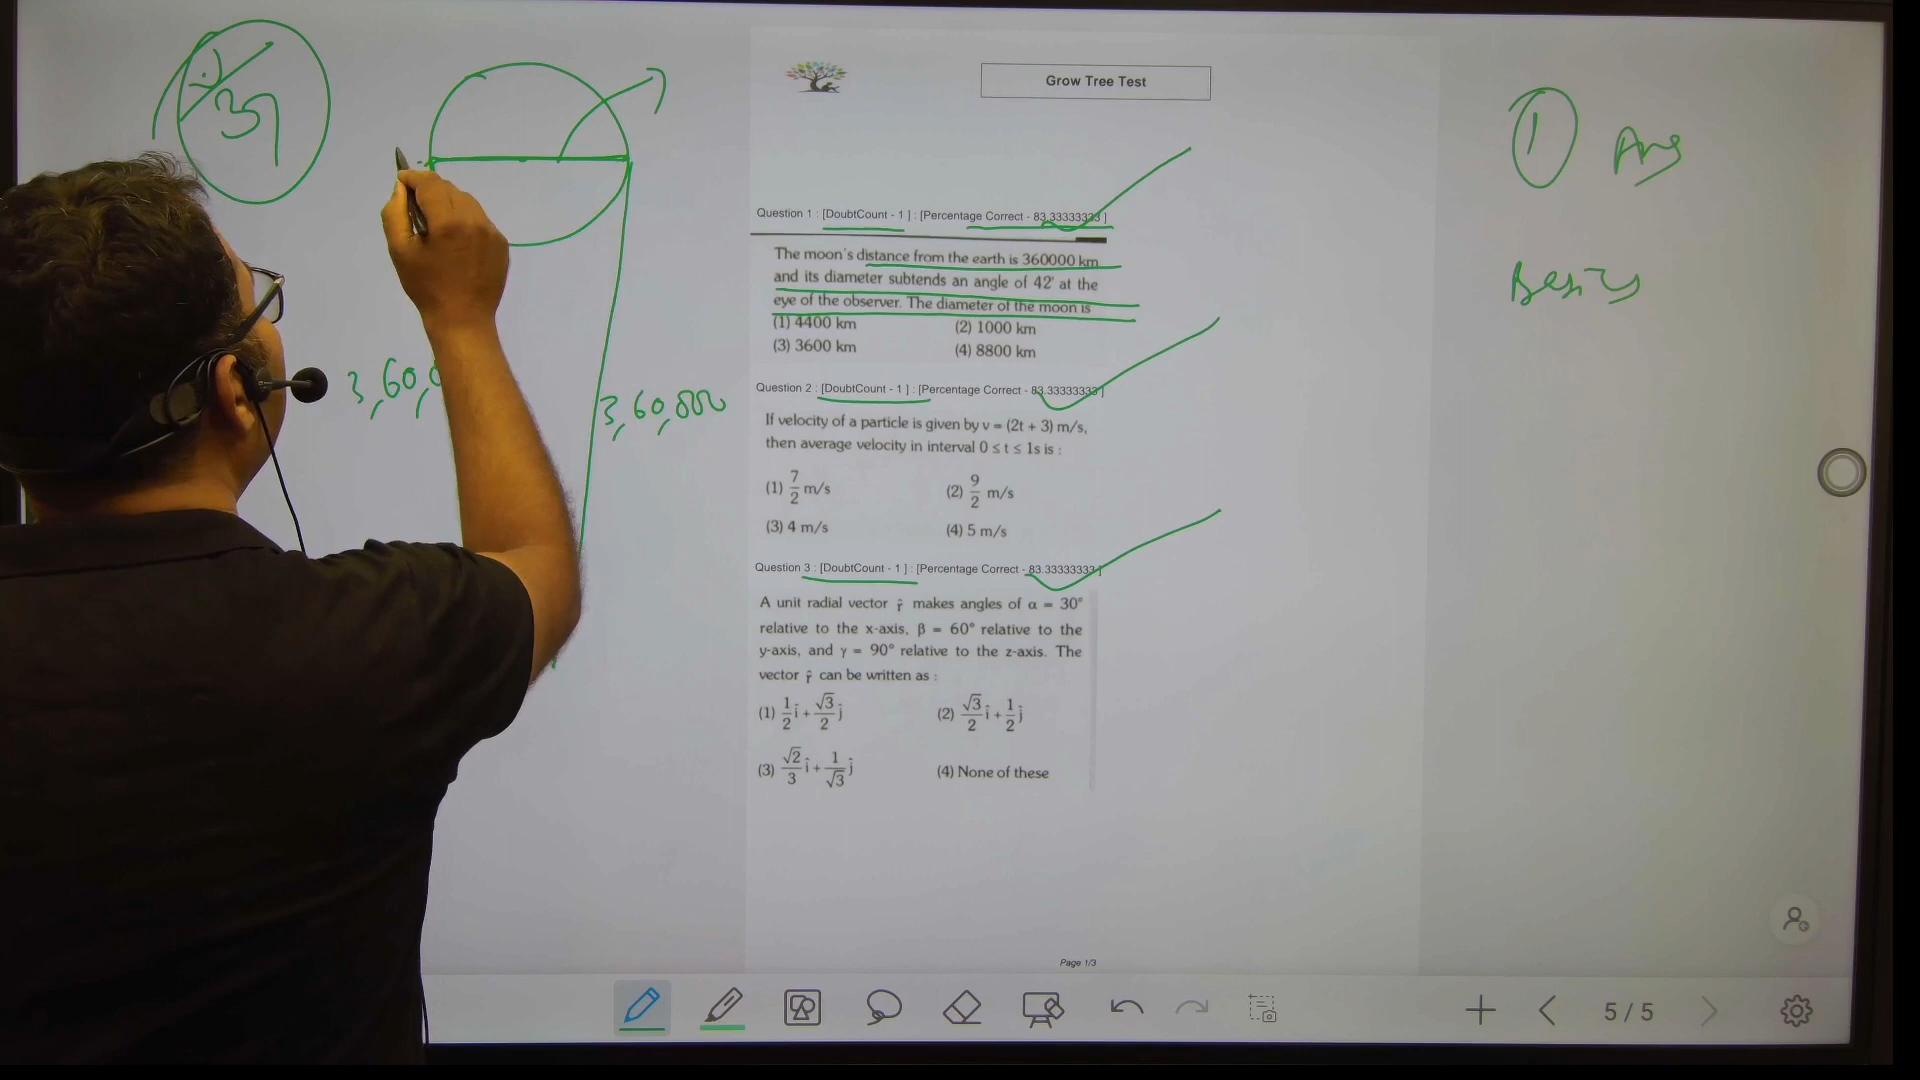 39
3,60,0
3,60,000
Grow Tree Test
Question 1 : [DoubtCount - 1 ] : [Percentage Correct - 83.33333333 ]
The moon's distance from the earth is 360000 km
and its diameter subtends an angle of 42' at the
eye of the observer. The diameter of the moon is
(1) 4400 km (2) 1000 km
(3) 3600 km (4) 8800 km
Question 2 : [DoubtCount - 1 ] : [Percentage Correct - 83.33333333 ]
If velocity of a particle is given by v = (2t + 3) m/s,
then average velocity in interval 0 ≤ t ≤ 1s is :
(1) 7/2 m/s (2) 9/2 m/s
(3) 4 m/s (4) 5 m/s
Question 3 : [DoubtCount - 1 ] : [Percentage Correct - 83.33333333 ]
A unit radial vector r̂ makes angles of α = 30°
relative to the x-axis, β = 60° relative to the
y-axis, and γ = 90° relative to the z-axis. The
vector r̂ can be written as :
(1) 1/2 î + √3/2 ĵ (2) √3/2 î + 1/2 ĵ
(3) √2/3 î + 1/√3 ĵ (4) None of these
Page 1/3
1 Ans
5 / 5